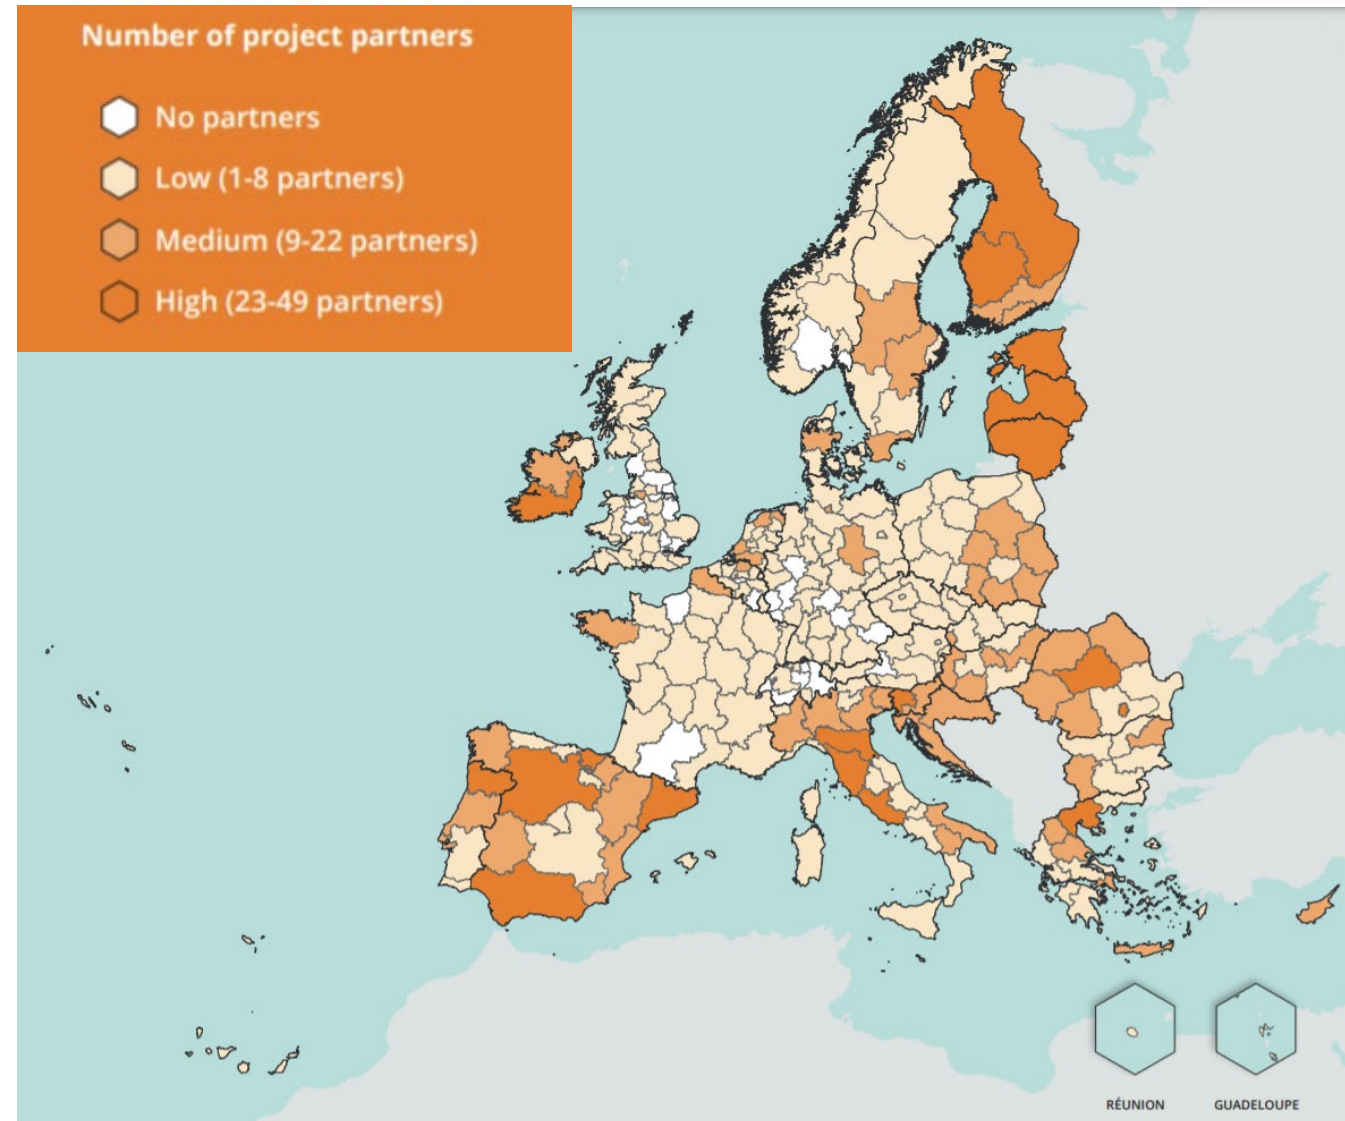 Number of project partners
No partners
Low (1-8 partners)
Medium (9-22 partners)
High (23-49 partners)
RÉUNION
GUADELOUPE